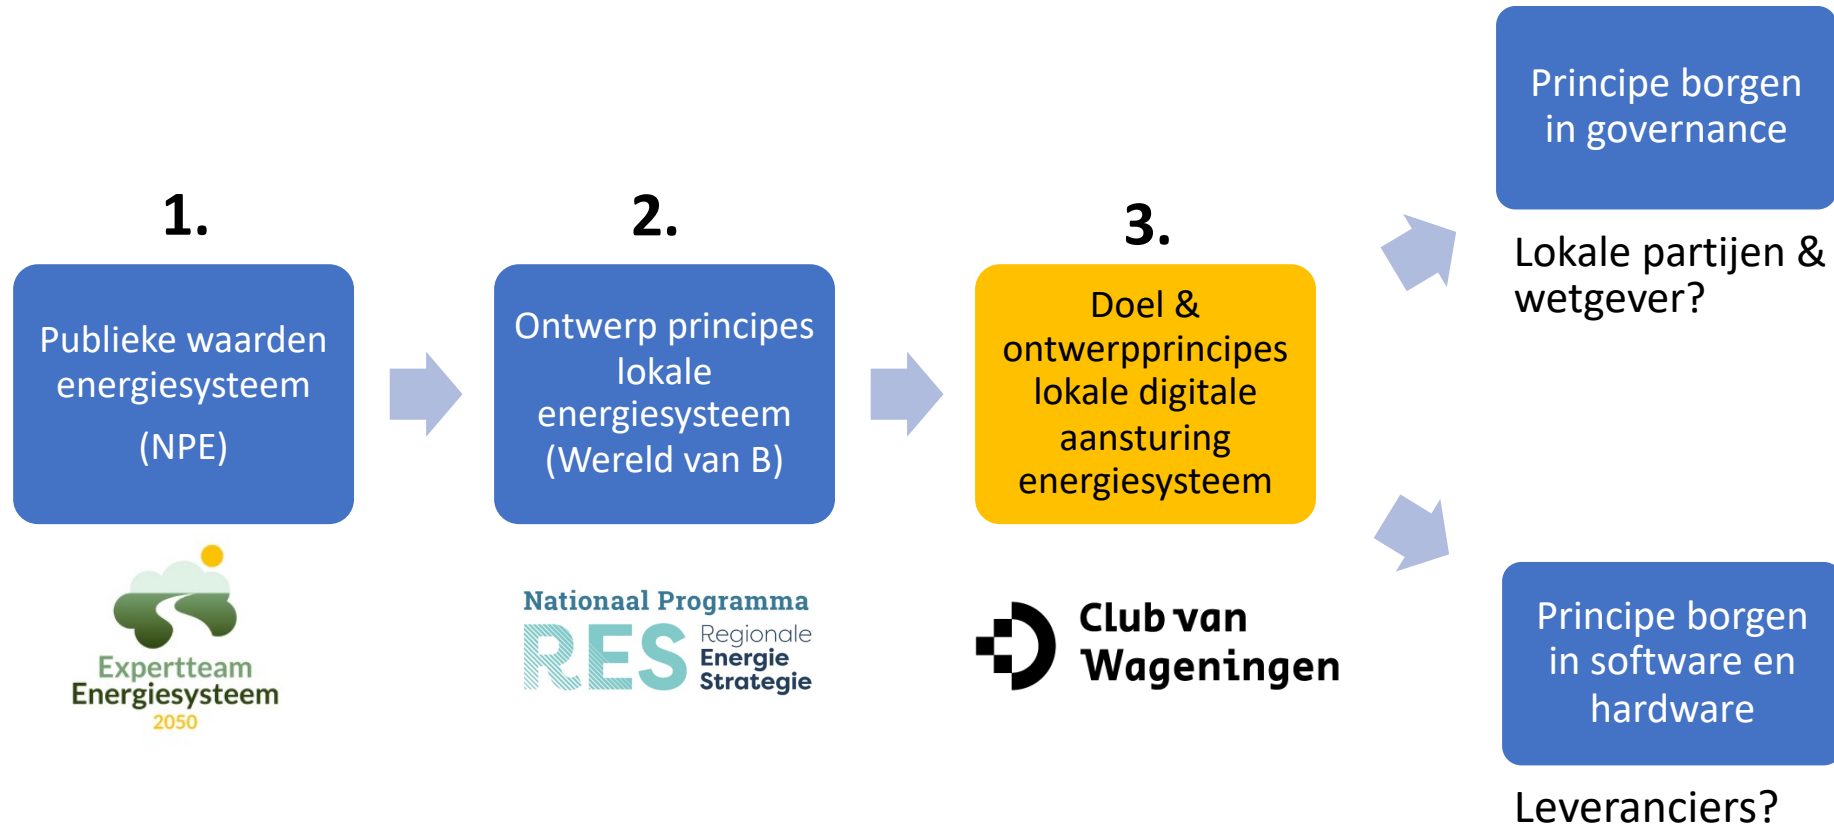 1.
Publieke waarden
energiesysteem
(NPE)
Expertteam
Energiesysteem
2050
2.
Ontwerp principes
lokale
energiesysteem
(Wereld van B)
Nationaal Programma
RES
Regionale
Energie
Strategie
3.
Doel &
ontwerpprincipes
lokale digitale
aansturing
energiesysteem
Club van
Wageningen
Principe borgen
in governance
Lokale partijen &
wetgever?
Principe borgen
in software en
hardware
Leveranciers?